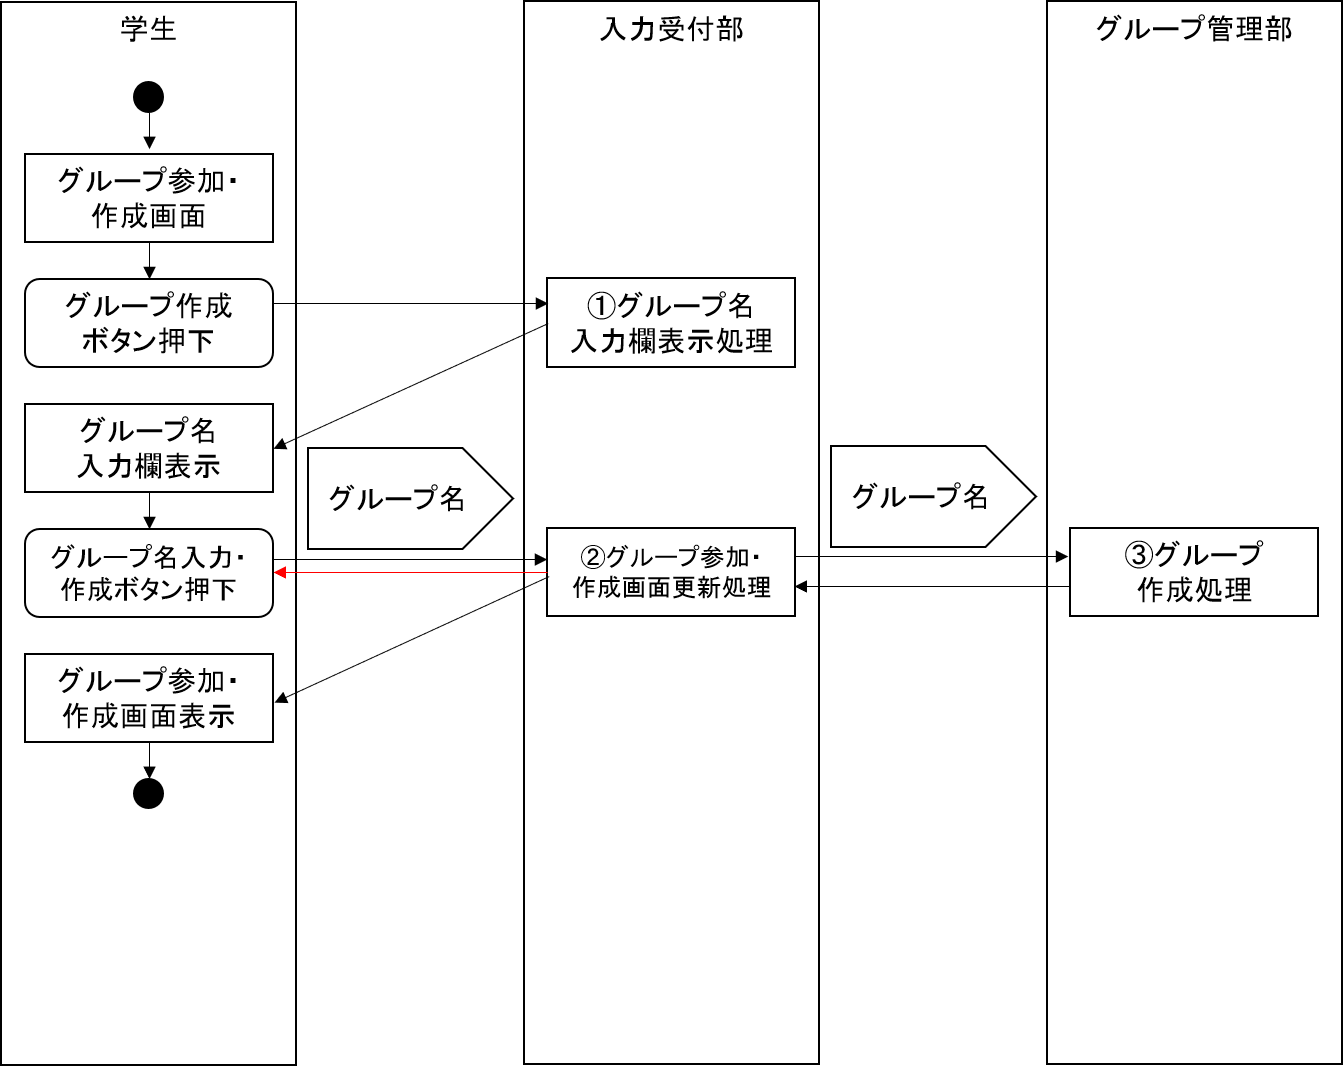 学生
入力受付部
グループ管理部
グループ参加・
作成画面
グループ作成
ボタン押下
①グループ名
入力欄表示処理
グループ名
入力欄表示
グループ名
グループ名
グループ名入力・
作成ボタン押下
②グループ参加・
作成画面更新処理
③グループ
作成処理
グループ参加・
作成画面表示